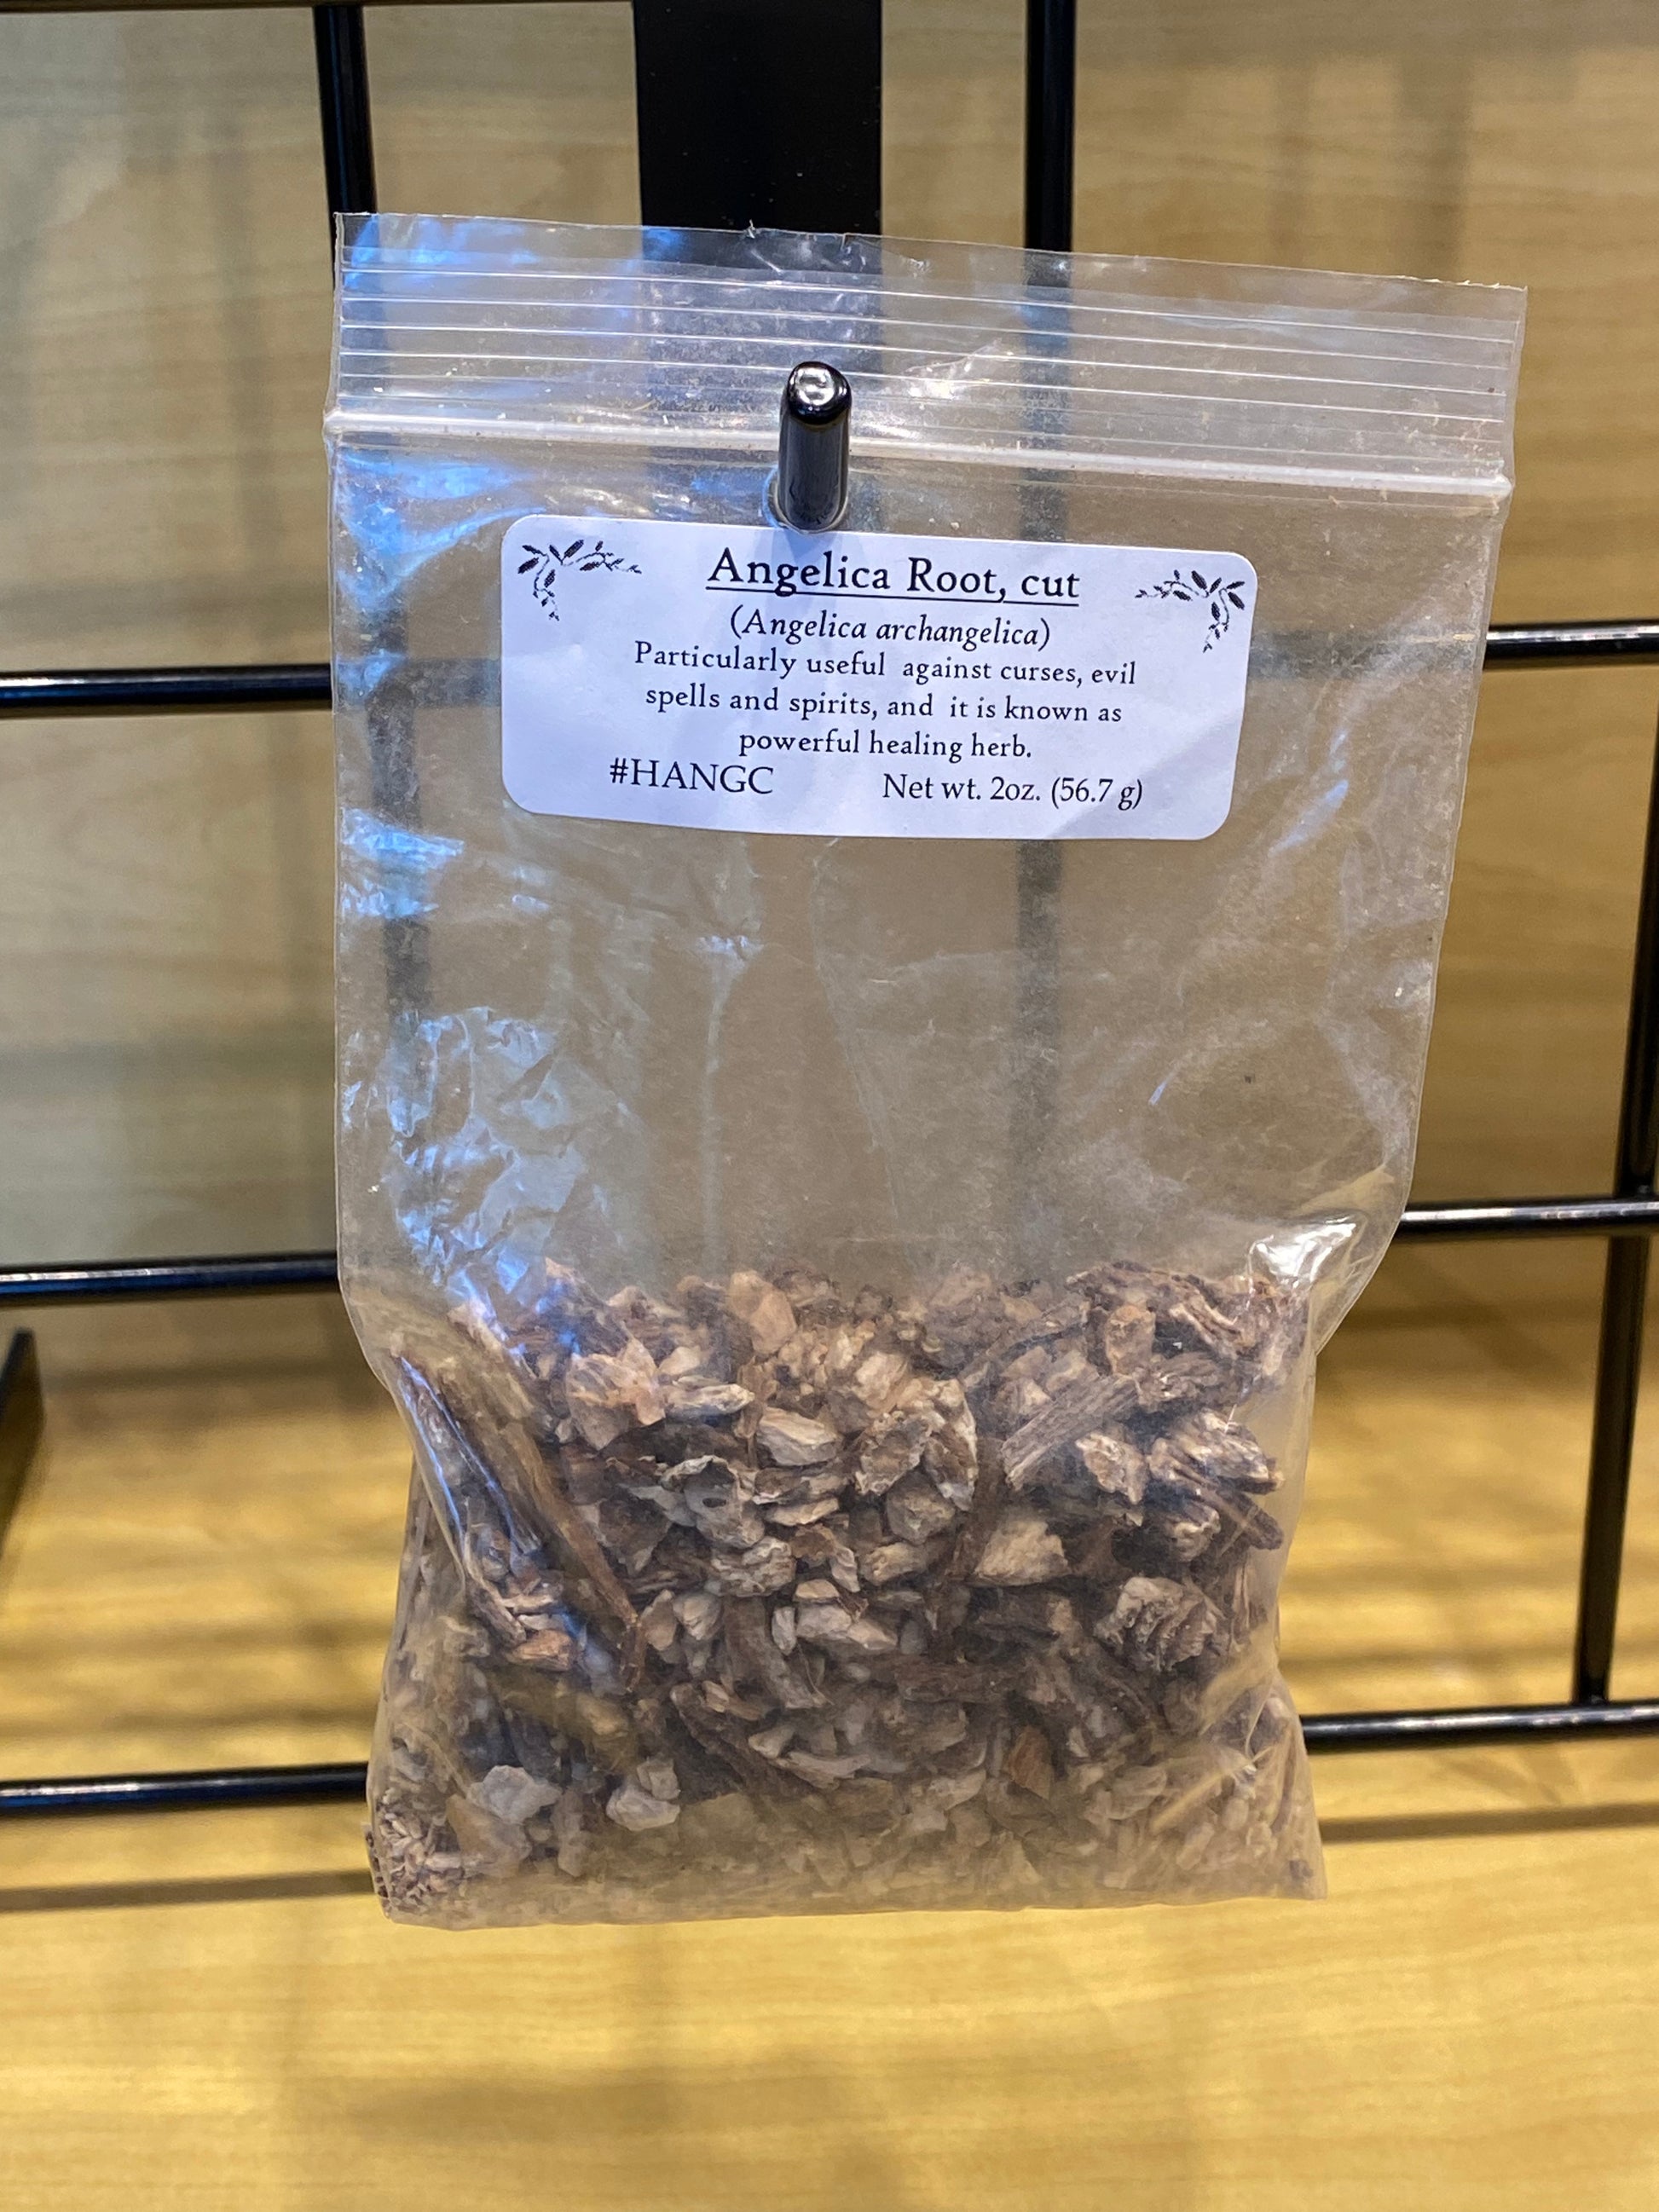 Angelica Root, cut
(Angelica archangelica)
Particularly useful against curses, evil
spells and spirits, and it is known as
powerful healing herb.
#HANGC Net wt. 2oz. (56.7 g)